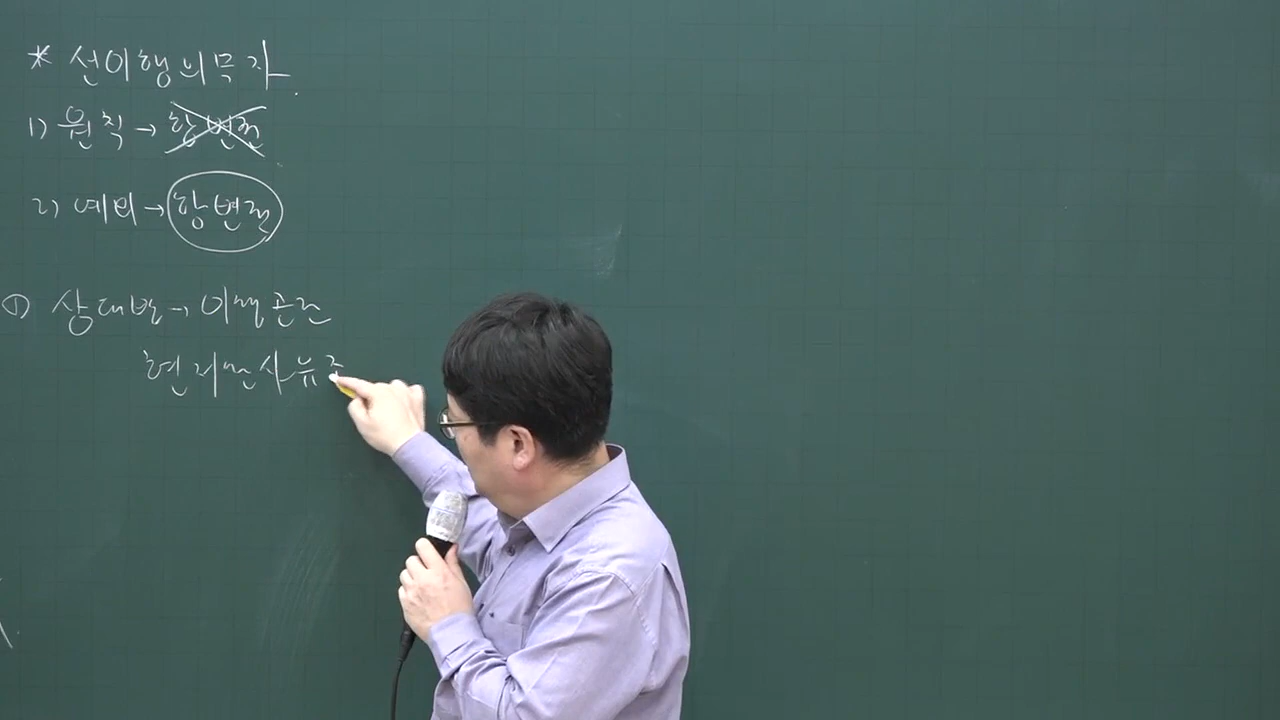 * 선이행의무자
1) 원칙 → 항변권
2) 예외 → 항변권
① 상대방 → 이행곤란
현저한 사유